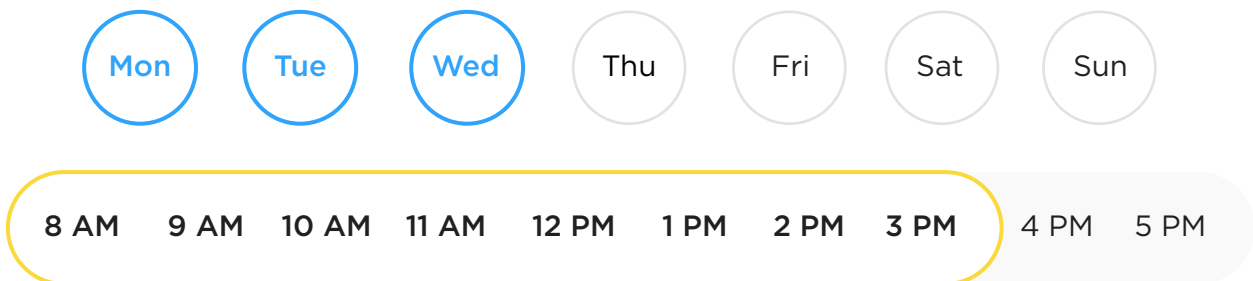 Mon Tue Wed Thu Fri Sat Sun
8 AM 9 AM 10 AM 11 AM 12 PM 1 PM 2 PM 3 PM 4 PM 5 PM